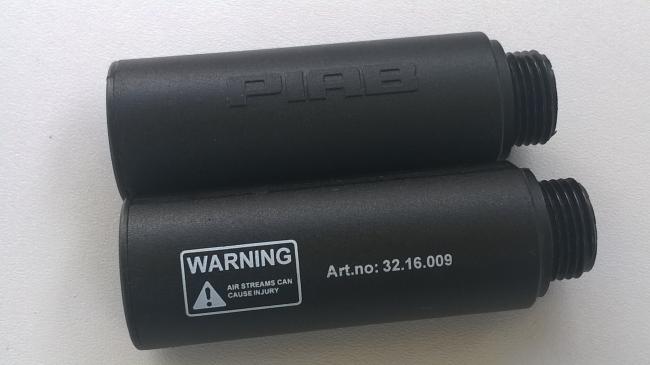 PIAB
WARNING
AIR STREAMS CAN
CAUSE INJURY
Art.no: 32.16.009